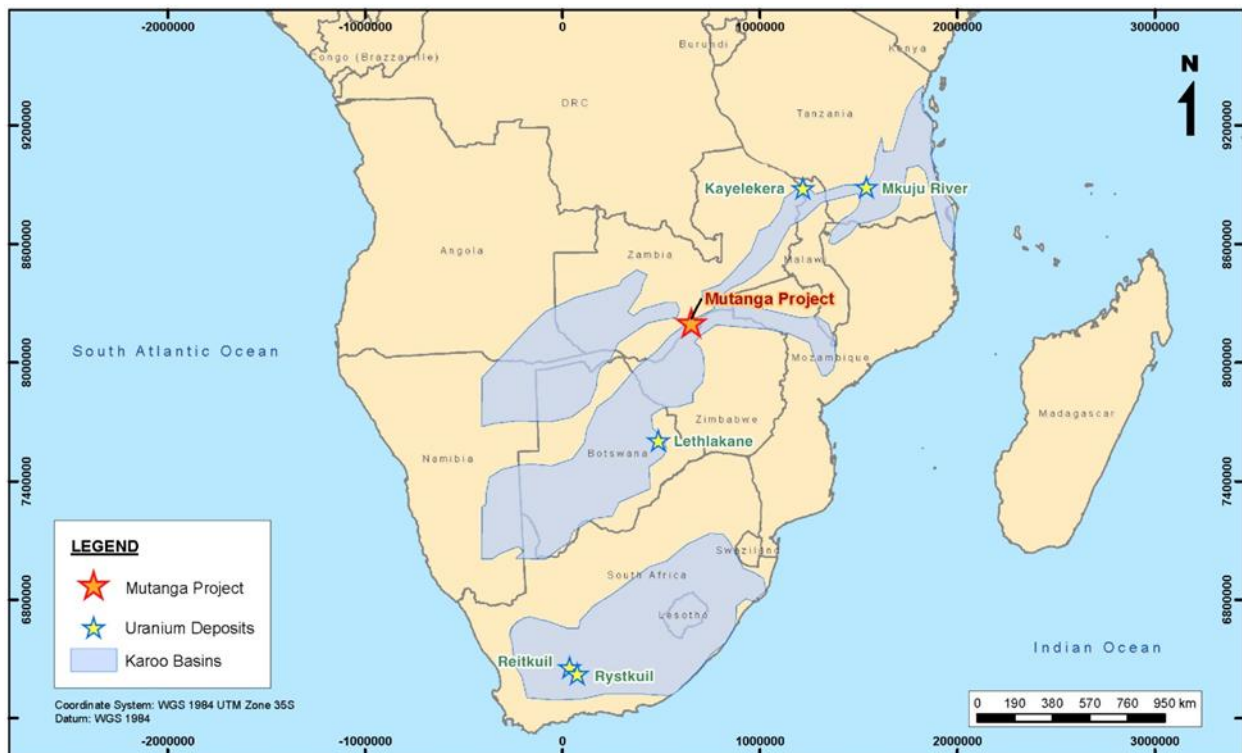 -2000000 -1000000 0 1000000 2000000 3000000
Congo (Brazzaville)
Burundi
Kenya
N
DRC
Tanzania
9200000 9200000
Kayelekera
Mkuju River
8600000 8600000
Angola
Zambia
Malawi
Mutanga Project
South Atlantic Ocean
8000000 8000000
Mozambique
Madagascar
Zimbabwe
Lethlakane
Botswana
Namibia
7400000 7400000
LEGEND
Mutanga Project
Uranium Deposits
Karoo Basins
Swaziland
South Africa
6800000 6800000
Lesotho
Indian Ocean
Reitkuil
Rystkuil
Coordinate System: WGS 1984 UTM Zone 35S
Datum: WGS 1984
0 190 380 570 760 950 km
-2000000 -1000000 0 1000000 2000000 3000000